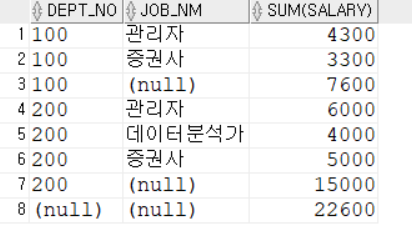 DEPT_NO JOB_NM SUM(SALARY)
1 100 관리자 4300
2 100 증권사 3300
3 100 (null) 7600
4 200 관리자 6000
5 200 데이터분석가 4000
6 200 증권사 5000
7 200 (null) 15000
8 (null) (null) 22600